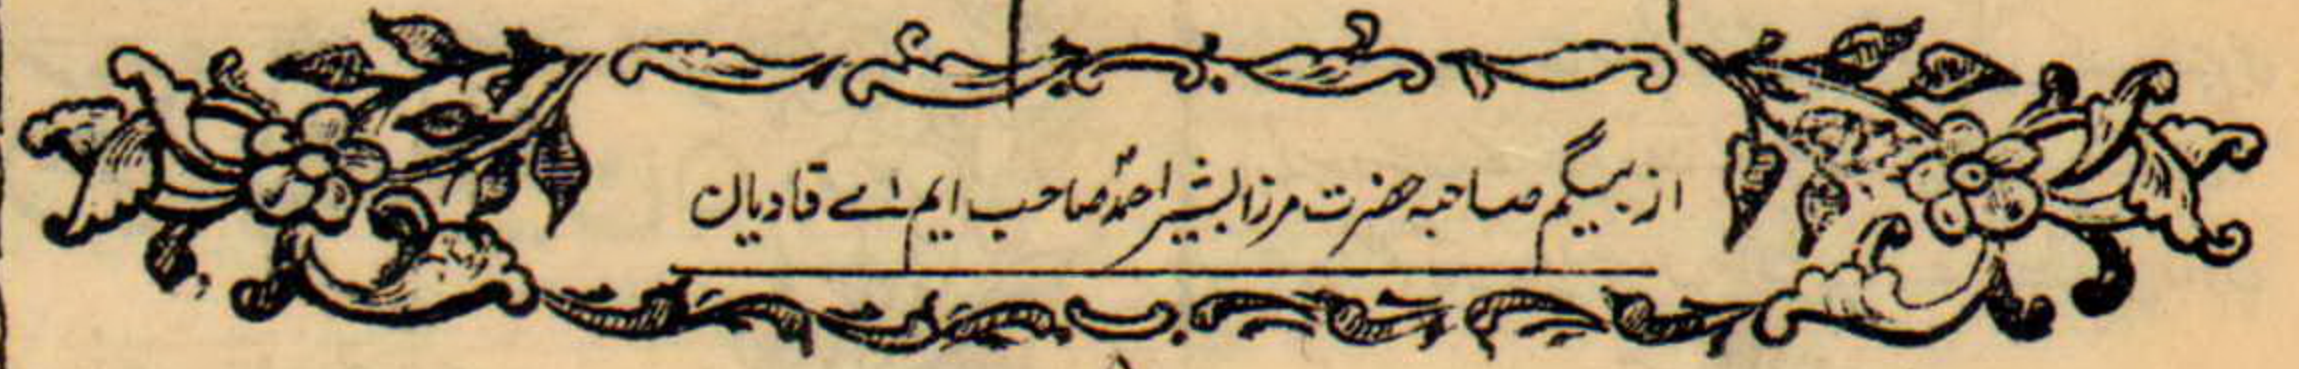 از بیگم صاحبہ حضرت مرزا بشیر احمدؐ صاحب ایم اے قادیان